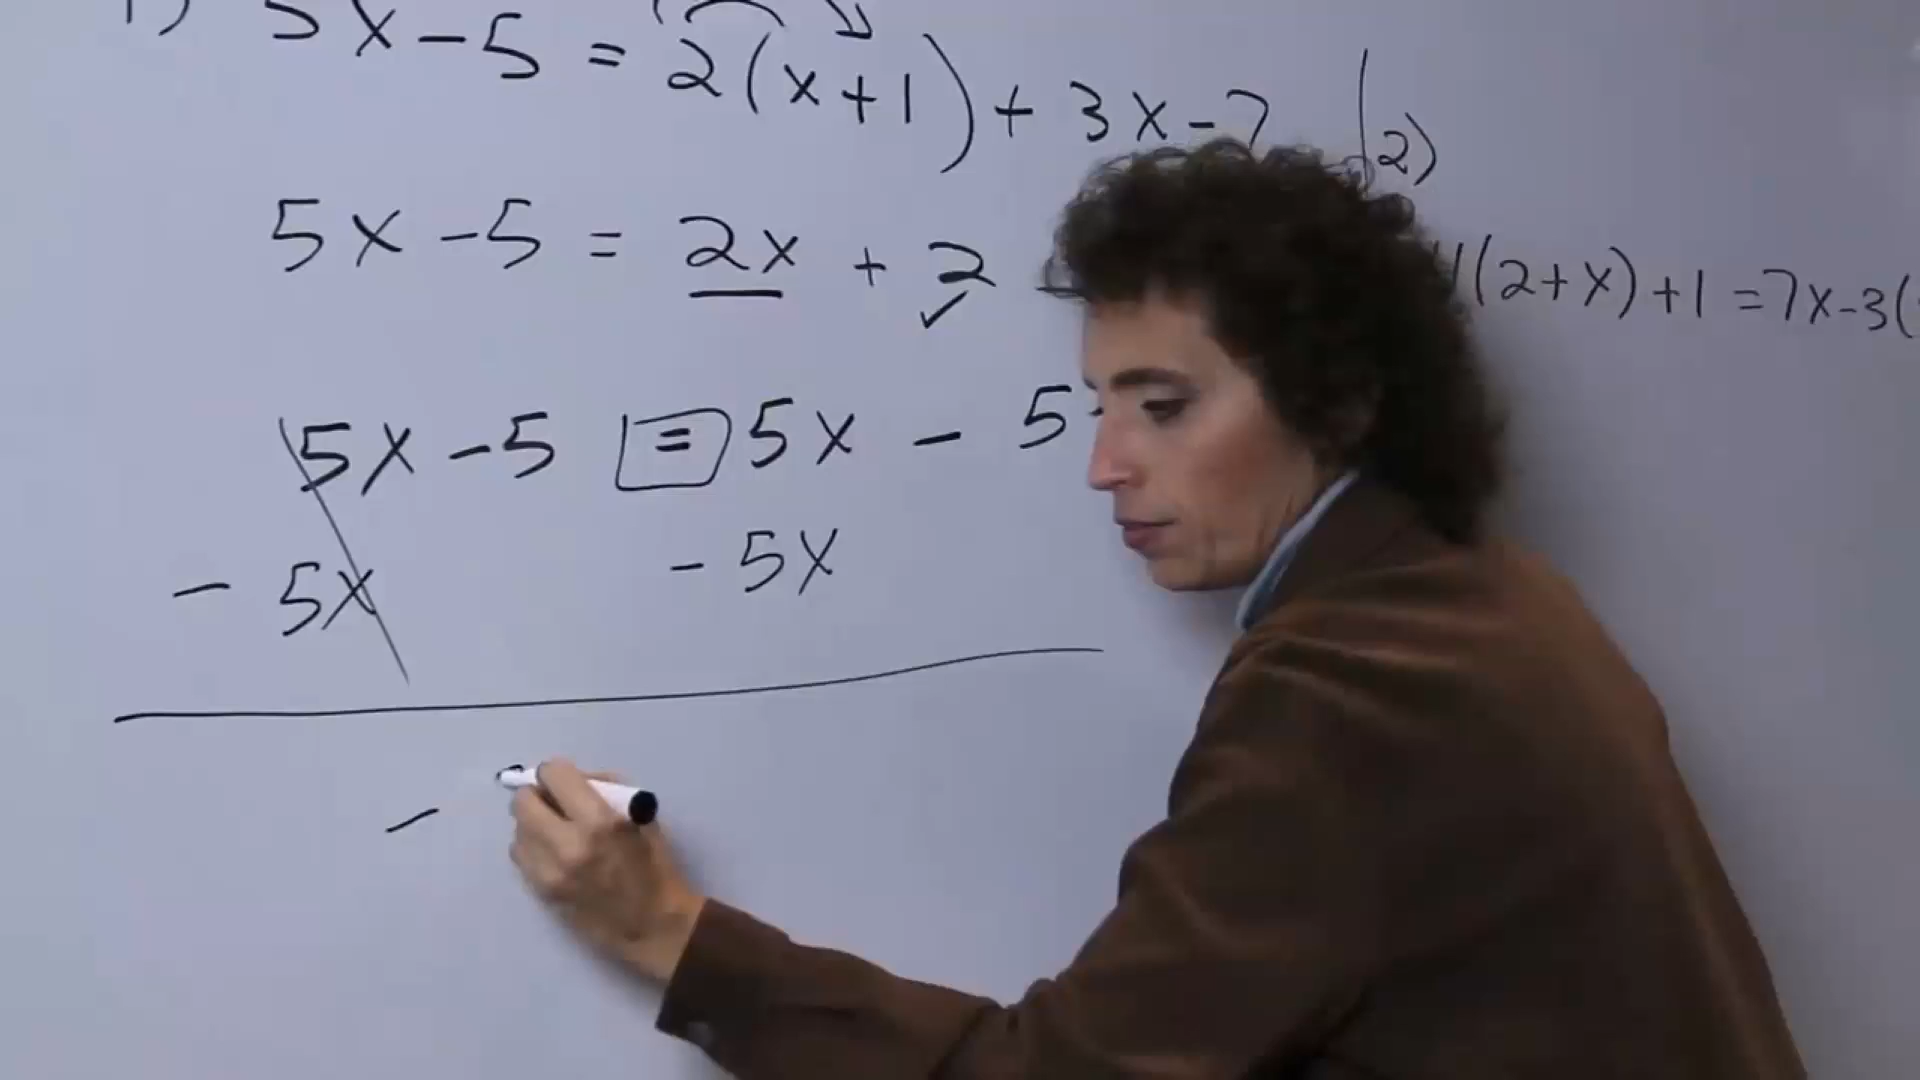 1) 5x - 5 = 2(x+1) + 3x - 7
5x - 5 = 2x + 2
5x - 5 = 5x - 5
- 5x - 5x
-
2)
(2+x) + 1 = 7x - 3(